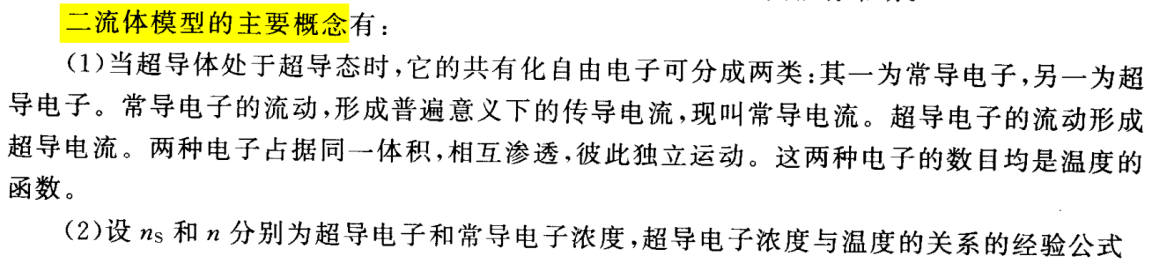 二流体模型的主要概念有：
(1)当超导体处于超导态时,它的共有化自由电子可分成两类:其一为常导电子,另一为超
导电子。常导电子的流动,形成普遍意义下的传导电流,现叫常导电流。超导电子的流动形成
超导电流。两种电子占据同一体积,相互渗透,彼此独立运动。这两种电子的数目均是温度的
函数。
(2)设 nS 和 n 分别为超导电子和常导电子浓度,超导电子浓度与温度的关系的经验公式